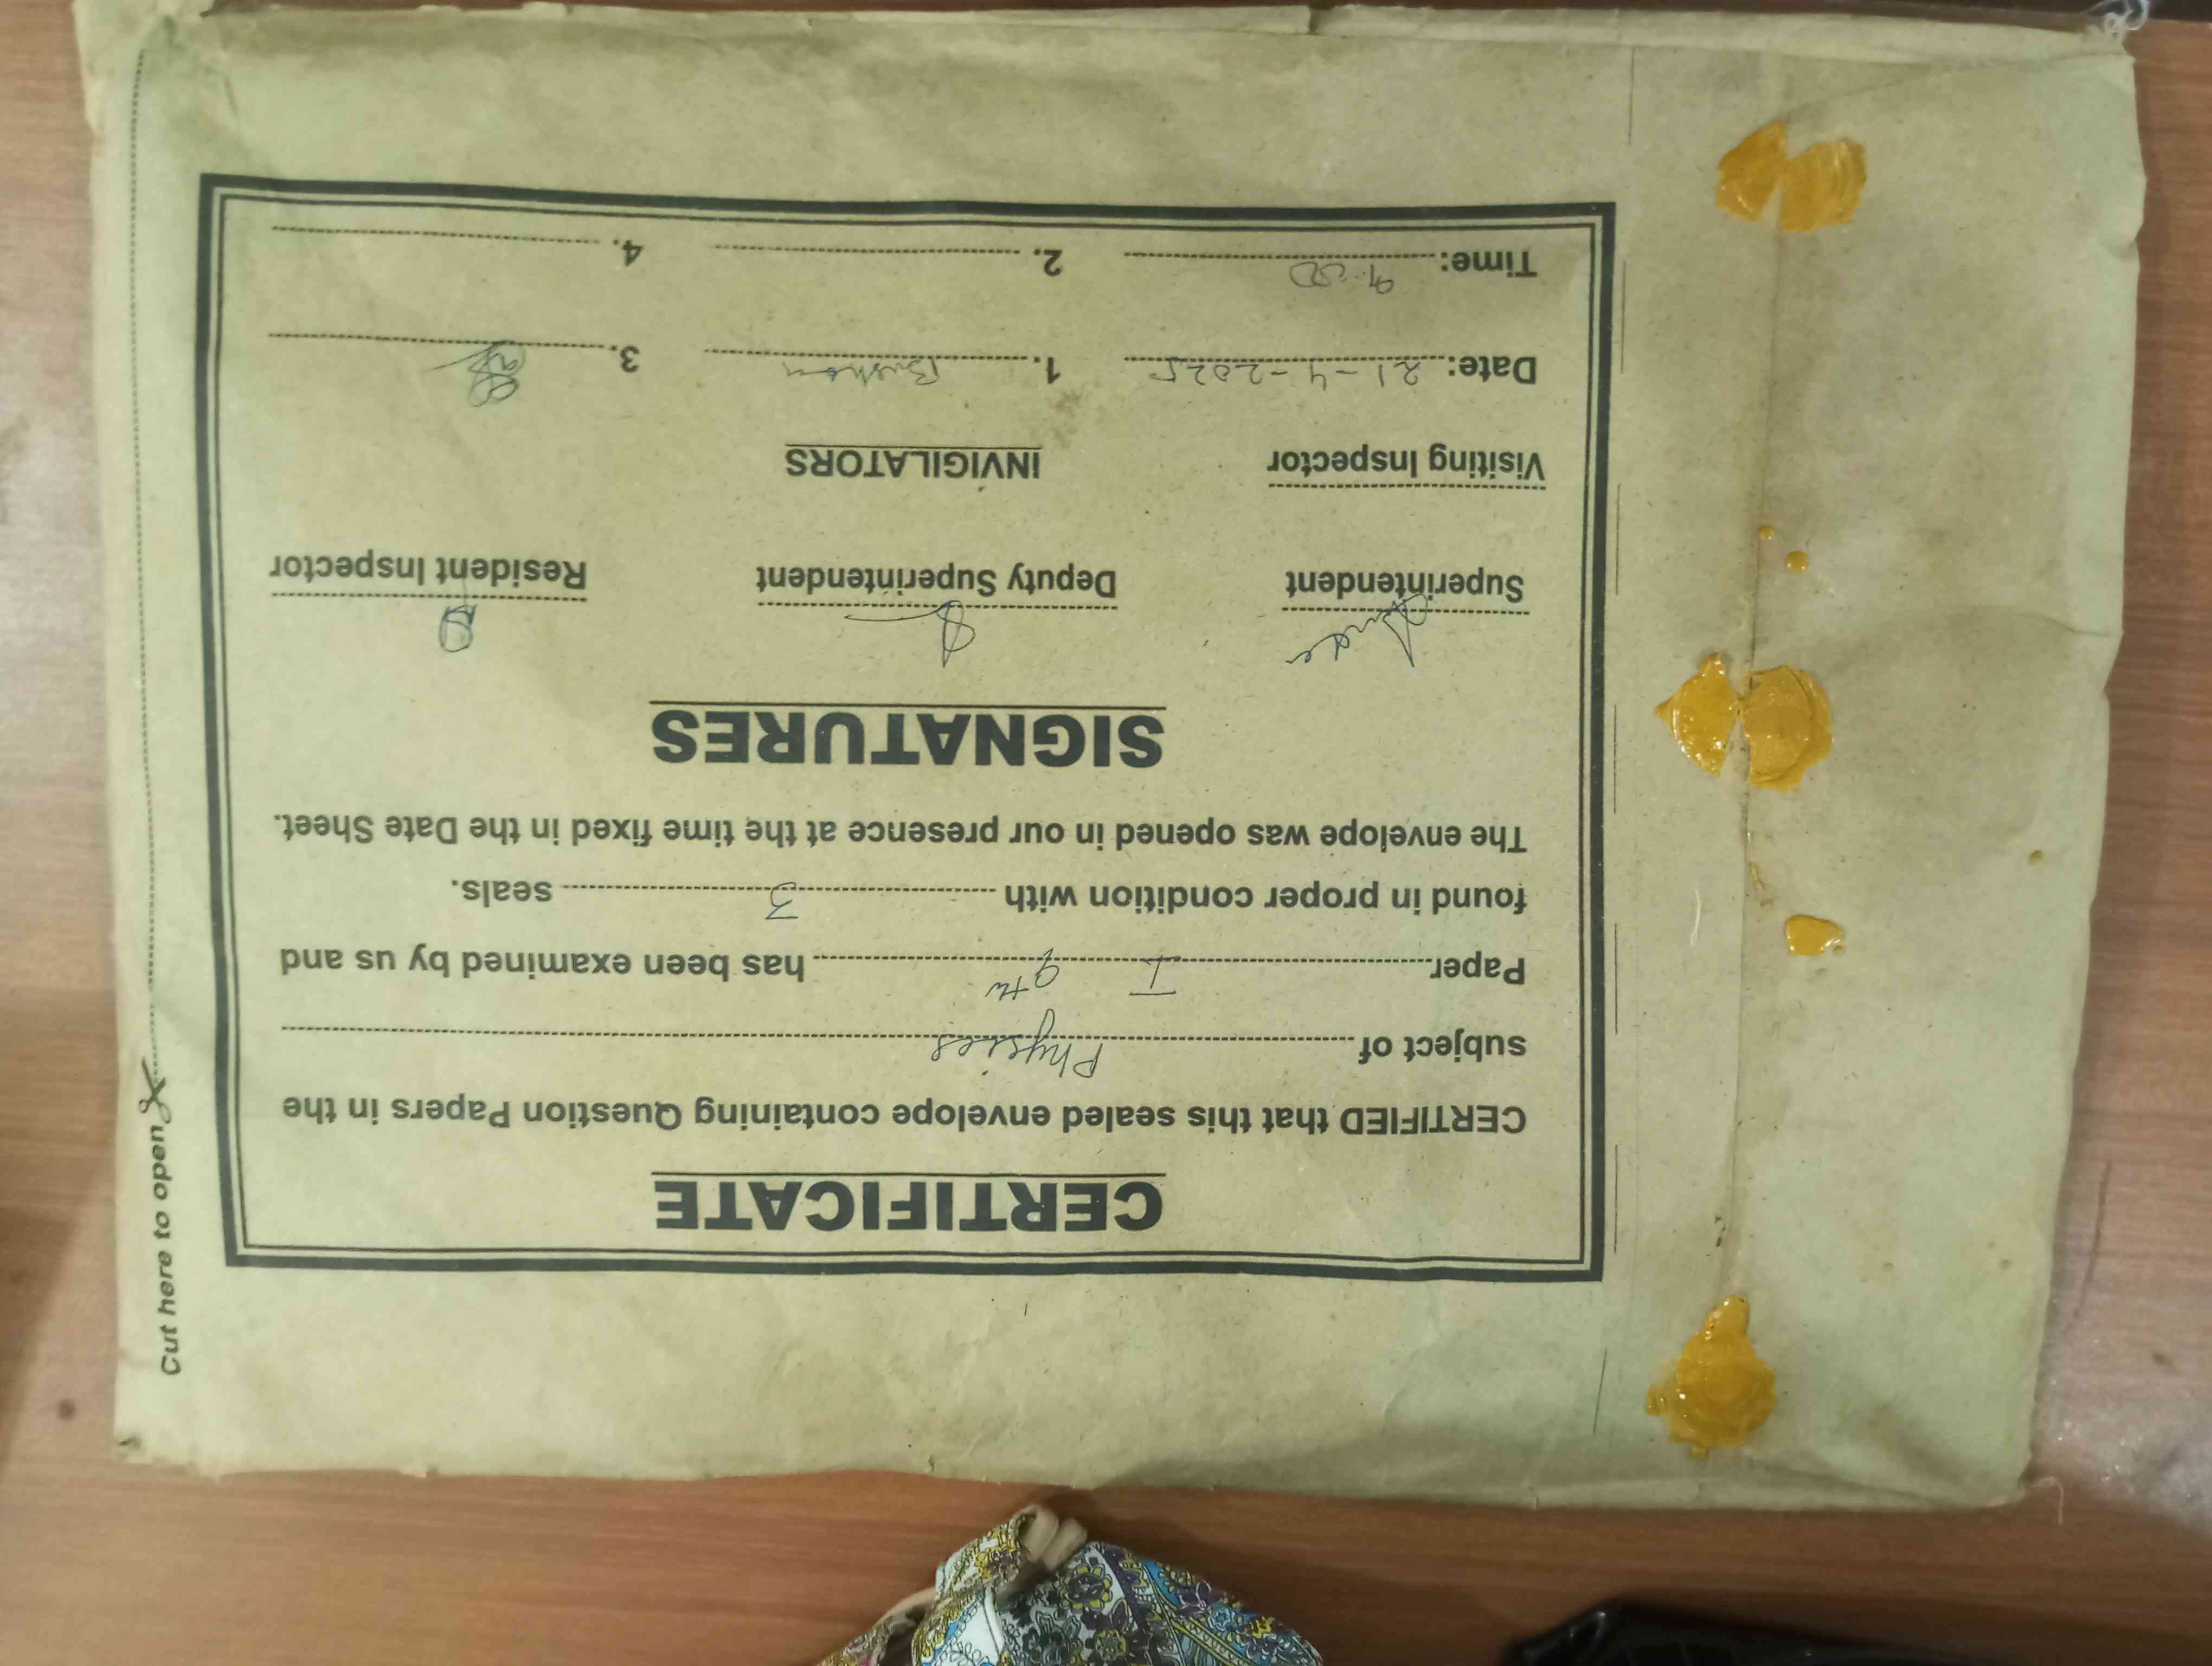 CERTIFICATE
CERTIFIED that this sealed envelope containing Question Papers in the
subject of Physics
Paper I 9th has been examined by us and
found in proper condition with 3 seals.
The envelope was opened in our presence at the time fixed in the Date Sheet.
SIGNATURES
Superintendent Deputy Superintendent Resident Inspector
Visiting Inspector INVIGILATORS
Date: 21-4-2025 1. 3.
Time: 9:00 2. 4.
Cut here to open